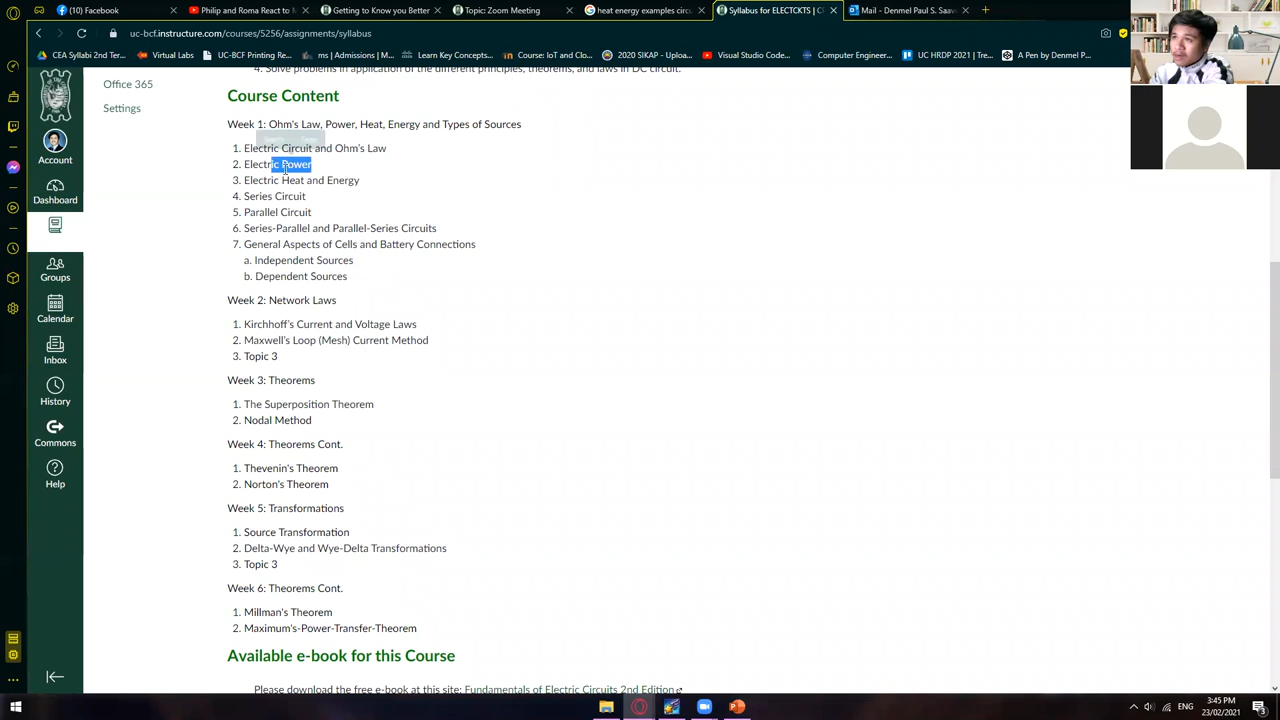 (2) Facebook
Philip and Roma React to M
Getting to Know you Better
Topic: Zoom Meeting
heat energy examples circu
Syllabus for ELECTCKTS | C
Mail - Denmel Paul S. Saav
uc-bcf.instructure.com/courses/5256/assignments/syllabus
CEA Syllabi 2nd Ter...
Virtual Labs
UC-BCF Printing Re...
ms | Admissions | M...
Learn Key Concepts...
Course: IoT and Clo...
2020 SIKAP - Uploa...
Visual Studio Code...
Computer Engineer...
UC HRDP 2021 | Tre...
A Pen by Denmel P...
Account
Dashboard
Groups
Calendar
Inbox
History
Commons
Help
Office 365
Settings
4. Solve problems in application of the different principles, theorems, and laws in DC circuit.
Course Content
Week 1: Ohm's Law, Power, Heat, Energy and Types of Sources
1. Electric Circuit and Ohm's Law
2. Electric Power
3. Electric Heat and Energy
4. Series Circuit
5. Parallel Circuit
6. Series-Parallel and Parallel-Series Circuits
7. General Aspects of Cells and Battery Connections
a. Independent Sources
b. Dependent Sources
Week 2: Network Laws
1. Kirchhoff's Current and Voltage Laws
2. Maxwell's Loop (Mesh) Current Method
3. Topic 3
Week 3: Theorems
1. The Superposition Theorem
2. Nodal Method
Week 4: Theorems Cont.
1. Thevenin's Theorem
2. Norton's Theorem
Week 5: Transformations
1. Source Transformation
2. Delta-Wye and Wye-Delta Transformations
3. Topic 3
Week 6: Theorems Cont.
1. Millman's Theorem
2. Maximum's-Power-Transfer-Theorem
Available e-book for this Course
Please download the free e-book at this site: Fundamentals of Electric Circuits 2nd Edition
ENG
3:45 PM
23/02/2021